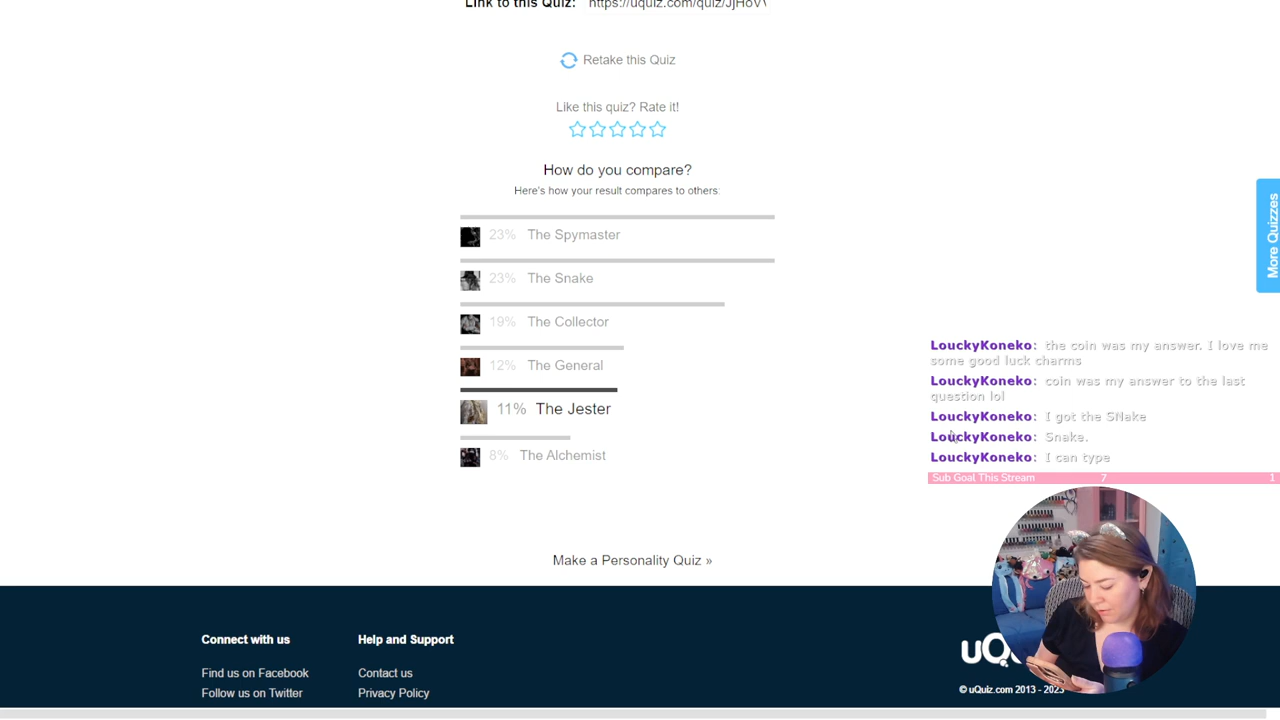 Link to this Quiz:
Retake this Quiz
Like this quiz? Rate it!
How do you compare?
Here's how your result compares to others:
23% The Spymaster
23% The Snake
19% The Collector
12% The General
11% The Jester
8% The Alchemist
Make a Personality Quiz »
More Quizzes
LouckyKoneko: the coin was my answer. I love me
some good luck charms
LouckyKoneko: coin was my answer to the last
question lol
LouckyKoneko: I got the SNake
LouckyKoneko: Snake.
LouckyKoneko: I can type
Sub Goal This Stream 7 1
Connect with us
Find us on Facebook
Follow us on Twitter
Help and Support
Contact us
Privacy Policy
© uQuiz.com 2013 - 2023